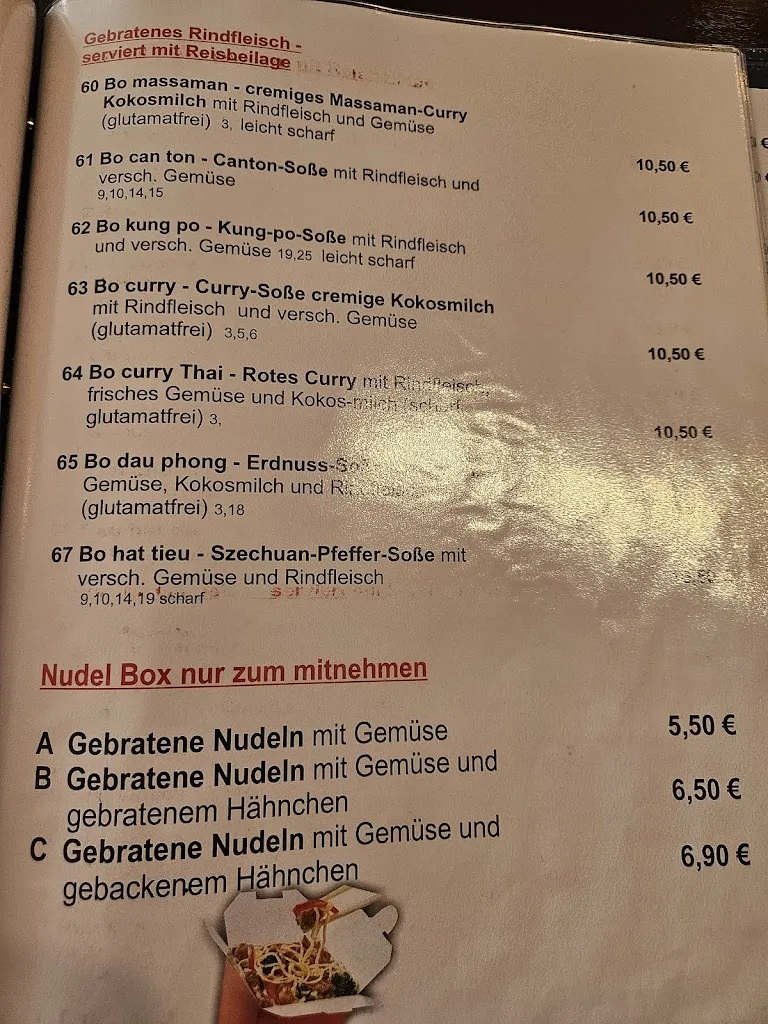 Gebratenes Rindfleisch -
serviert mit Reisbeilage
60 Bo massaman - cremiges Massaman-Curry
Kokosmilch mit Rindfleisch und Gemüse
(glutamatfrei) 3, leicht scharf
10,50 €
61 Bo can ton - Canton-Soße mit Rindfleisch und
versch. Gemüse
9,10,14,15
10,50 €
62 Bo kung po - Kung-po-Soße mit Rindfleisch
und versch. Gemüse 19,25 leicht scharf
10,50 €
63 Bo curry - Curry-Soße cremige Kokosmilch
mit Rindfleisch und versch. Gemüse
(glutamatfrei) 3,5,6
10,50 €
64 Bo curry Thai - Rotes Curry mit Rindfleisch,
frisches Gemüse und Kokos-milch (scharf,
glutamatfrei) 3,
10,50 €
65 Bo dau phong - Erdnuss-
Gemüse, Kokosmilch und
(glutamatfrei) 3,18
67 Bo hat tieu - Szechuan-Pfeffer-Soße mit
versch. Gemüse und Rindfleisch
9,10,14,19 scharf
Nudel Box nur zum mitnehmen
A Gebratene Nudeln mit Gemüse 5,50 €
B Gebratene Nudeln mit Gemüse und
gebratenem Hähnchen 6,50 €
C Gebratene Nudeln mit Gemüse und
gebackenem Hähnchen 6,90 €